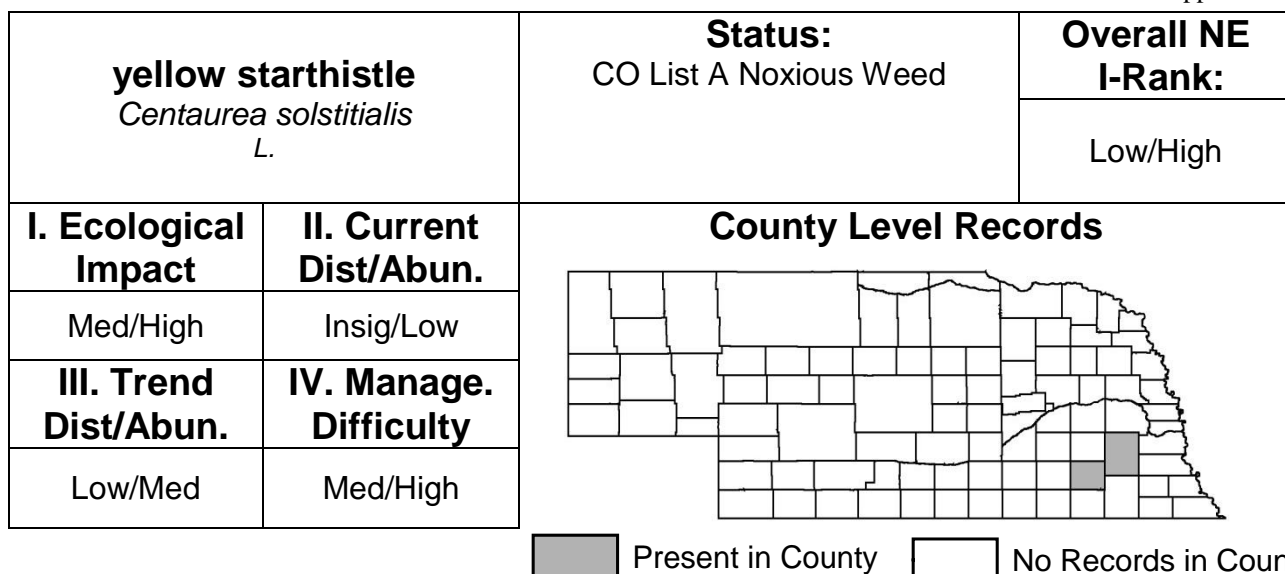 yellow starthistle
Centaurea solstitialis
L.
Status:
CO List A Noxious Weed
Overall NE
I-Rank:
Low/High
I. Ecological
Impact
II. Current
Dist/Abun.
Med/High
Insig/Low
III. Trend
Dist/Abun.
IV. Manage.
Difficulty
Low/Med
Med/High
County Level Records
Present in County
No Records in Coun